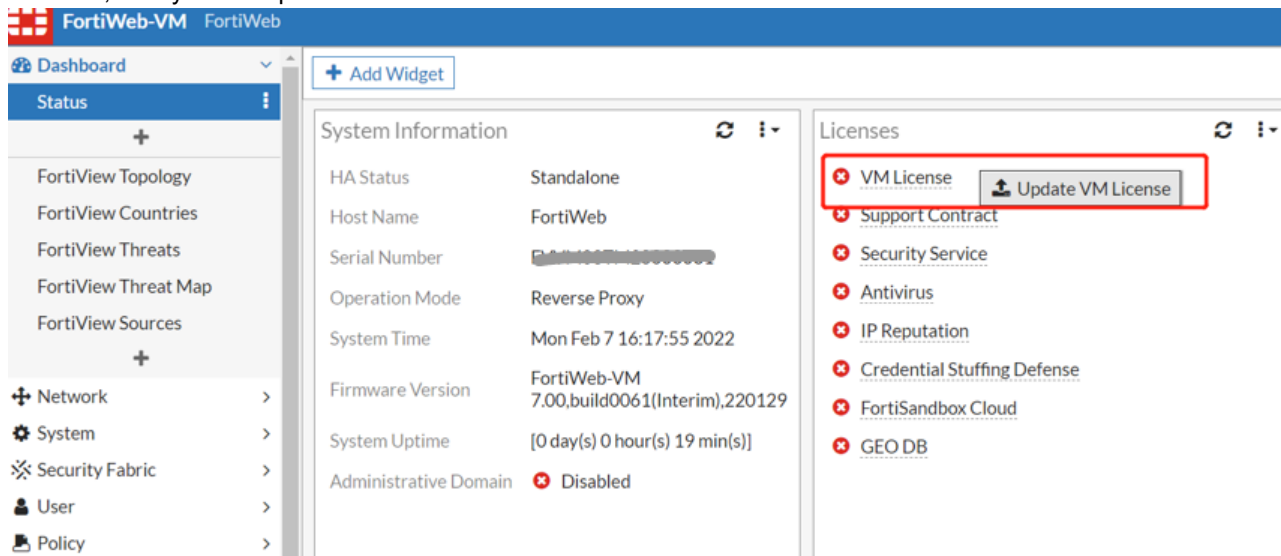 FortiWeb-VM FortiWeb
Dashboard
Status
FortiView Topology
FortiView Countries
FortiView Threats
FortiView Threat Map
FortiView Sources
Network
System
Security Fabric
User
Policy
+ Add Widget
System Information
HA Status Standalone
Host Name FortiWeb
Serial Number
Operation Mode Reverse Proxy
System Time Mon Feb 7 16:17:55 2022
Firmware Version FortiWeb-VM
7.00,build0061(Interim),220129
System Uptime [0 day(s) 0 hour(s) 19 min(s)]
Administrative Domain Disabled
Licenses
VM License Update VM License
Support Contract
Security Service
Antivirus
IP Reputation
Credential Stuffing Defense
FortiSandbox Cloud
GEO DB